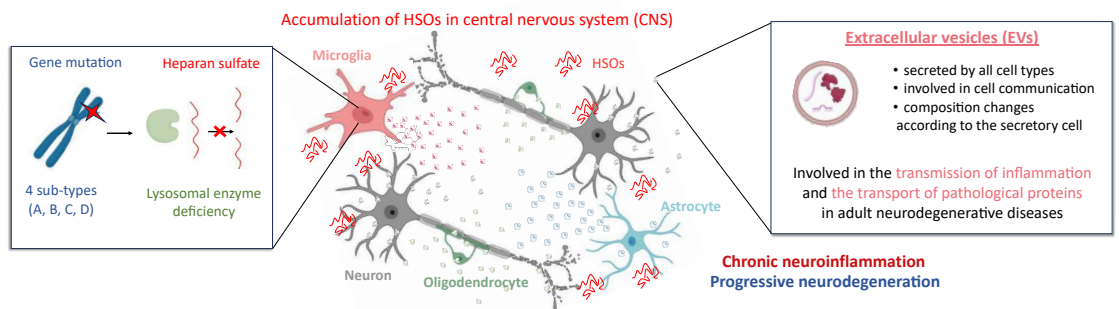 Accumulation of HSOs in central nervous system (CNS)
Gene mutation
Heparan sulfate
4 sub-types
(A, B, C, D)
Lysosomal enzyme
deficiency
Microglia
HSOs
Neuron
Oligodendrocyte
Astrocyte
Chronic neuroinflammation
Progressive neurodegeneration
Extracellular vesicles (EVs)
• secreted by all cell types
• involved in cell communication
• composition changes
according to the secretory cell
Involved in the transmission of inflammation
and the transport of pathological proteins
in adult neurodegenerative diseases